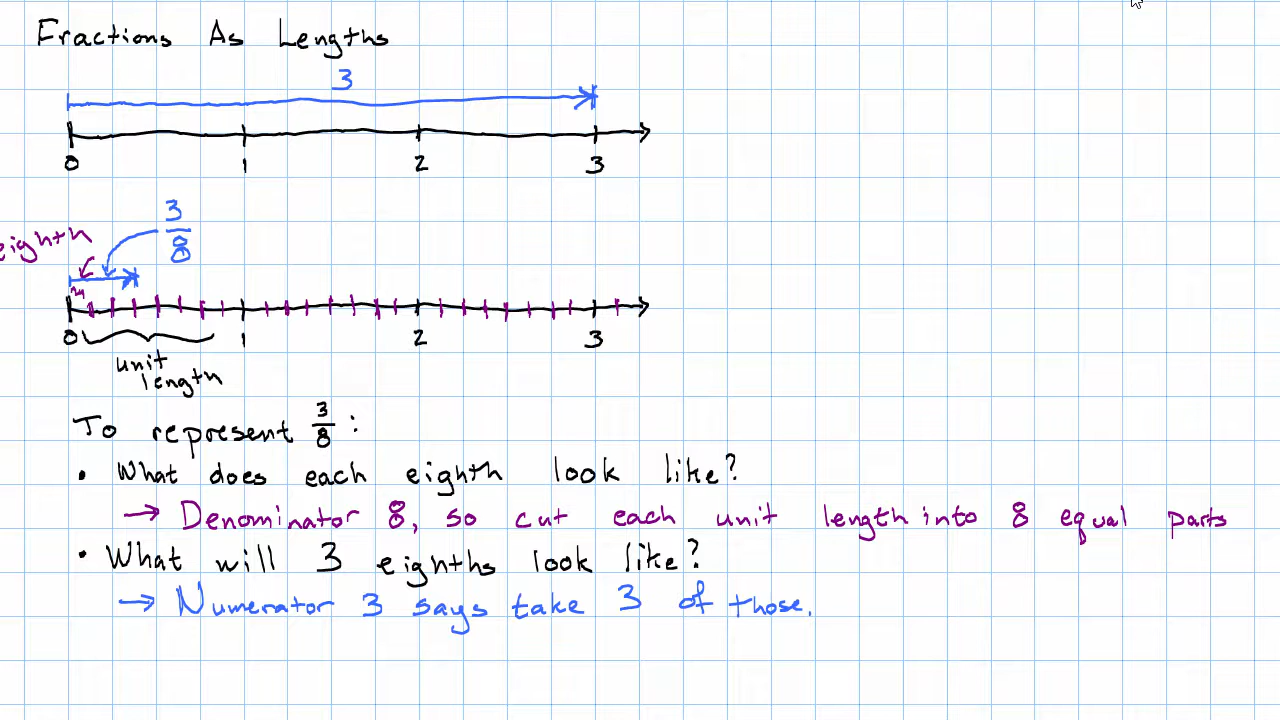 Fractions As Lengths
3
0 1 2 3
3/8
eighth
0 1 2 3
unit
length
To represent 3/8 :
• What does each eighth look like?
→ Denominator 8, so cut each unit length into 8 equal parts
• What will 3 eighths look like?
→ Numerator 3 says take 3 of those.